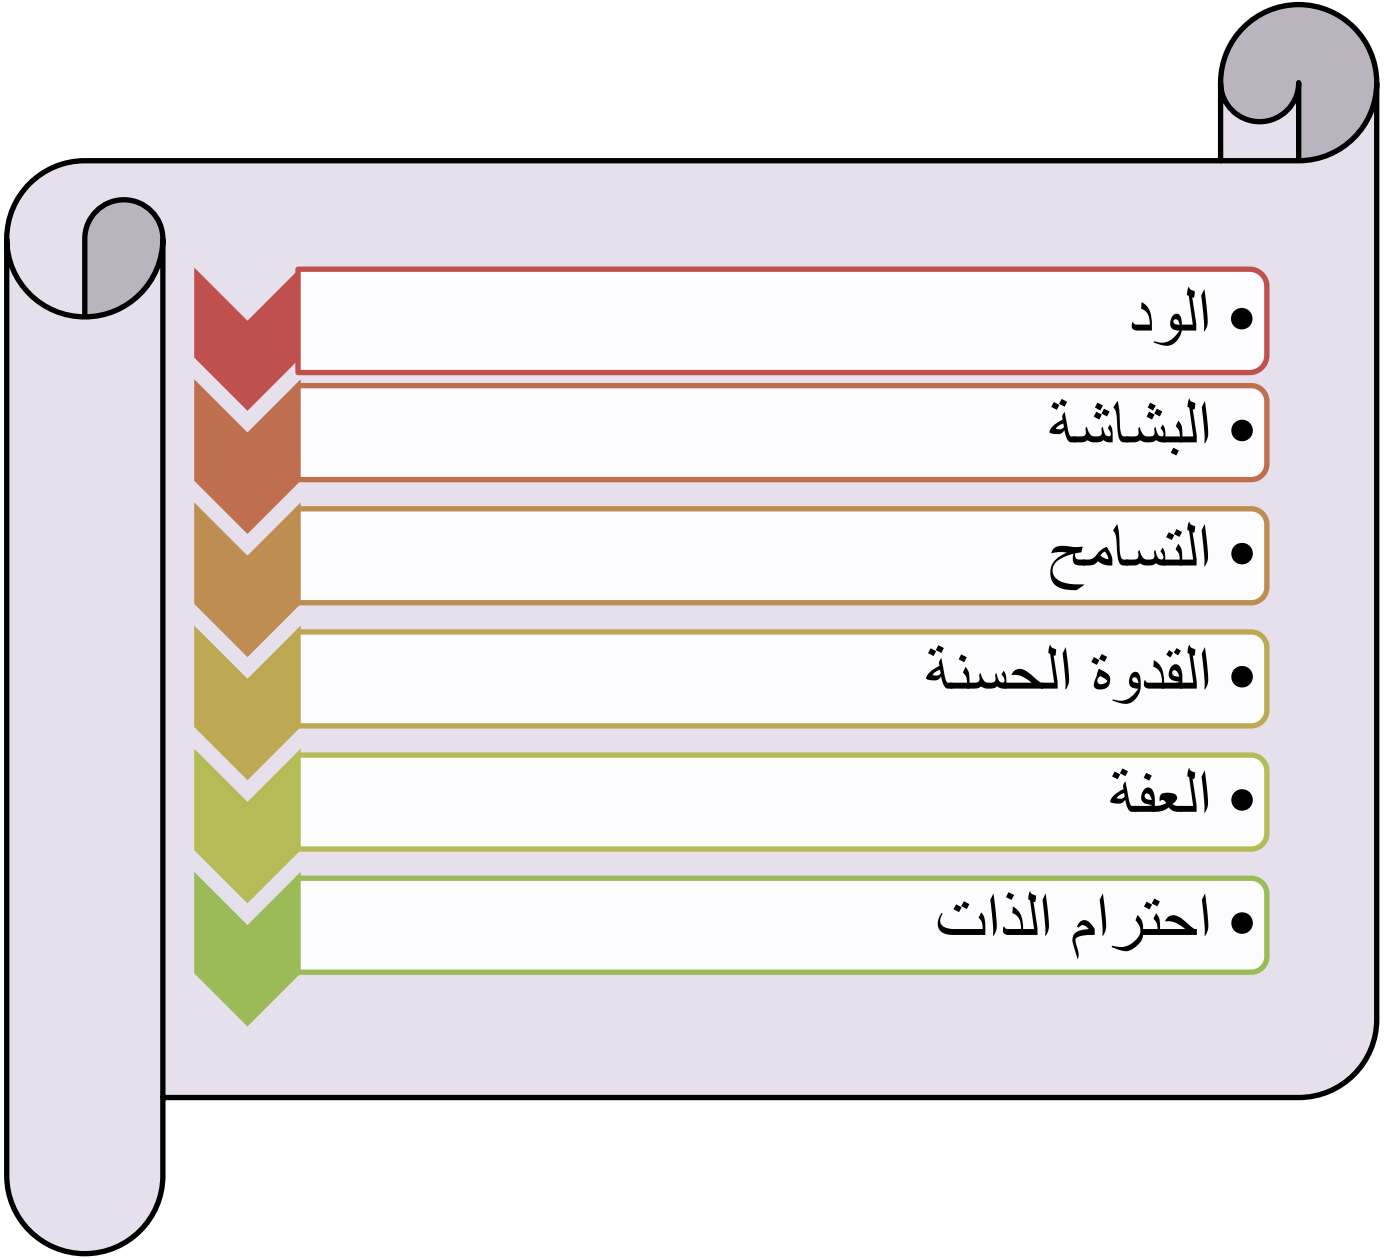 • الود
• البشاشة
• التسامح
• القدوة الحسنة
• العفة
• احترام الذات